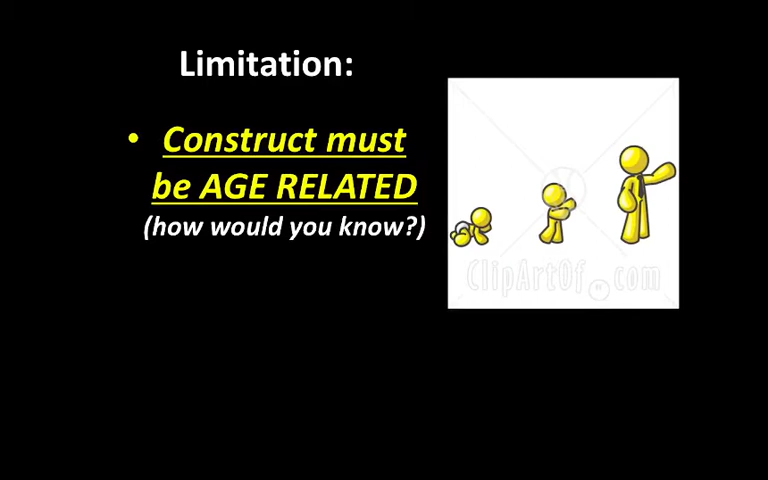 Limitation:
• Construct must
be AGE RELATED
(how would you know?)
ClipArtOf .com